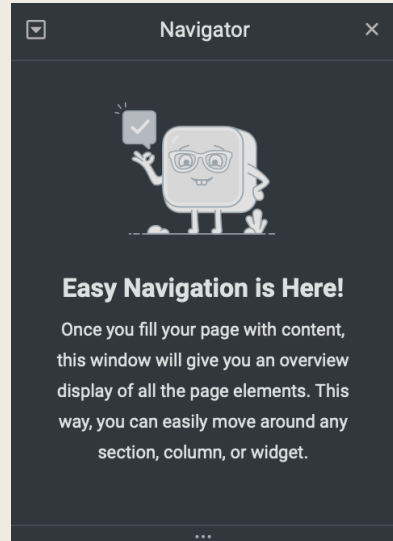 Navigator
Easy Navigation is Here!
Once you fill your page with content,
this window will give you an overview
display of all the page elements. This
way, you can easily move around any
section, column, or widget.